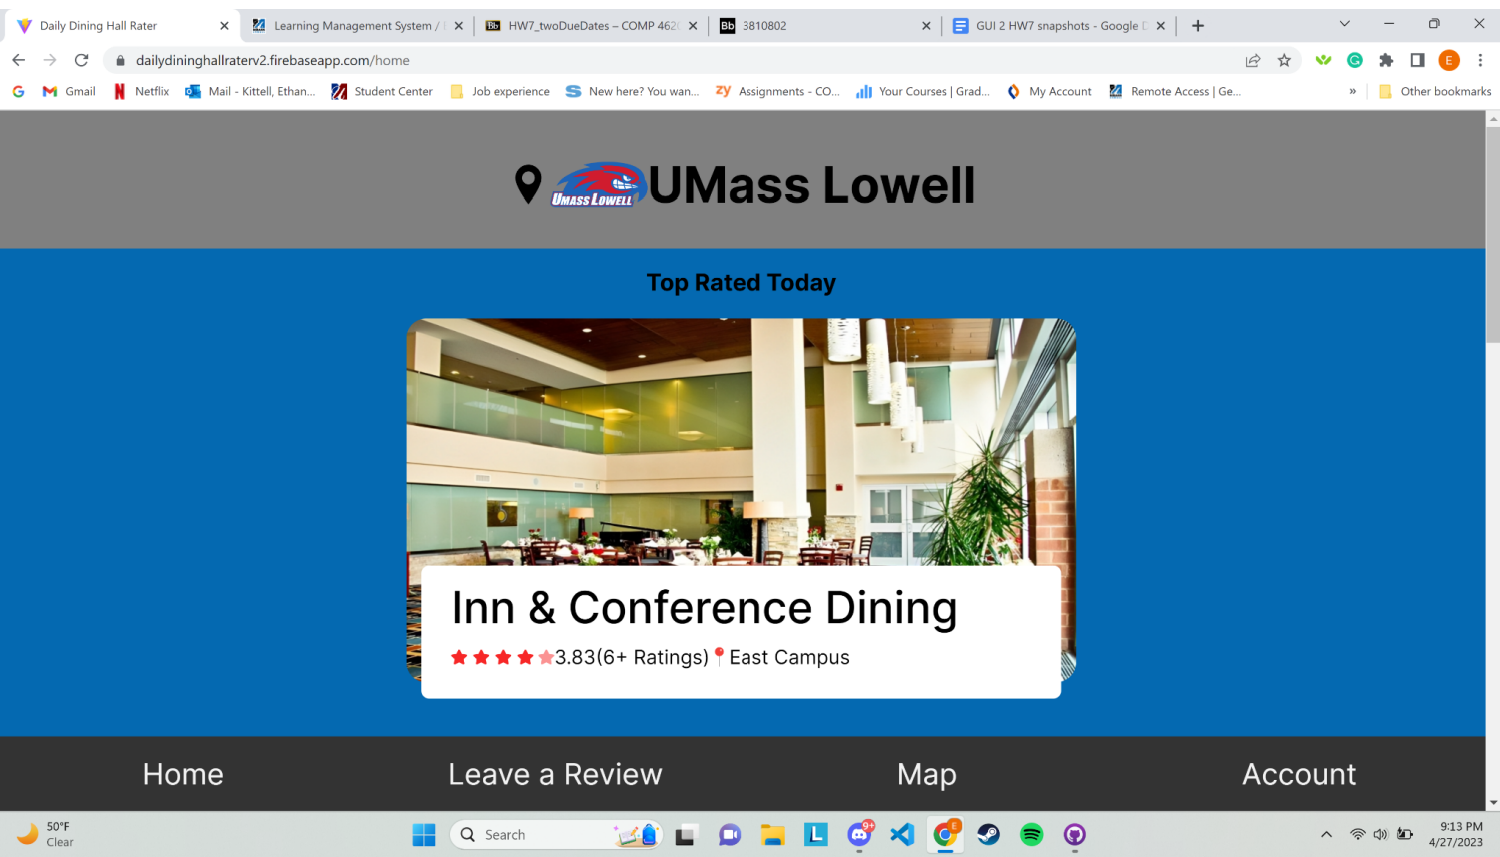 Daily Dining Hall Rater
Learning Management System /
HW7_twoDueDates – COMP 462
3810802
GUI 2 HW7 snapshots - Google D
dailydininghallraterv2.firebaseapp.com/home
E
G Gmail Netflix Mail - Kittell, Ethan... Student Center Job experience New here? You wan... zy Assignments - CO... Your Courses | Grad... My Account Remote Access | Ge... » Other bookmarks
UMASS LOWELL
UMass Lowell
Top Rated Today
Inn & Conference Dining
3.83(6+ Ratings) East Campus
Home Leave a Review Map Account
50°F
Clear
Search
9+
E
9:13 PM
4/27/2023